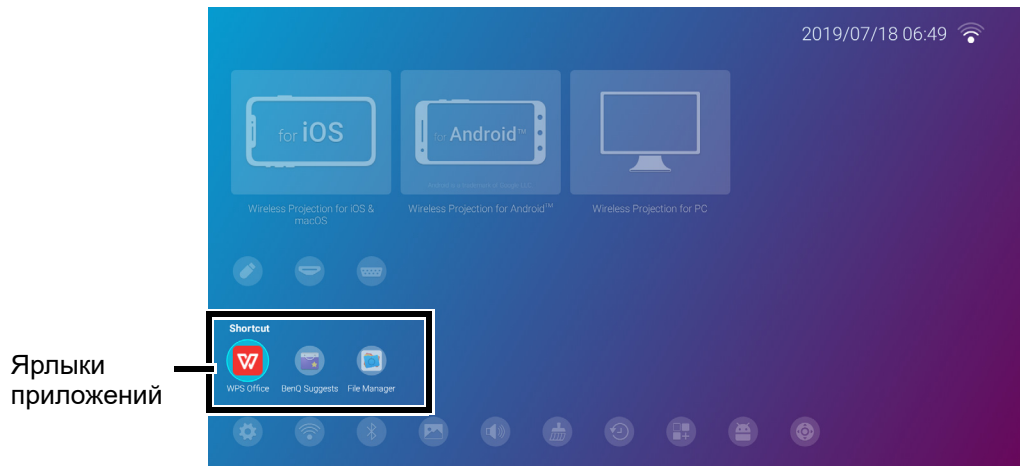 2019/07/18 06:49
for iOS
for Android™
Wireless Projection for iOS &
macOS
Wireless Projection for Android™
Wireless Projection for PC
Ярлыки
приложений
Shortcut
WPS Office
BenQ Suggests
File Manager